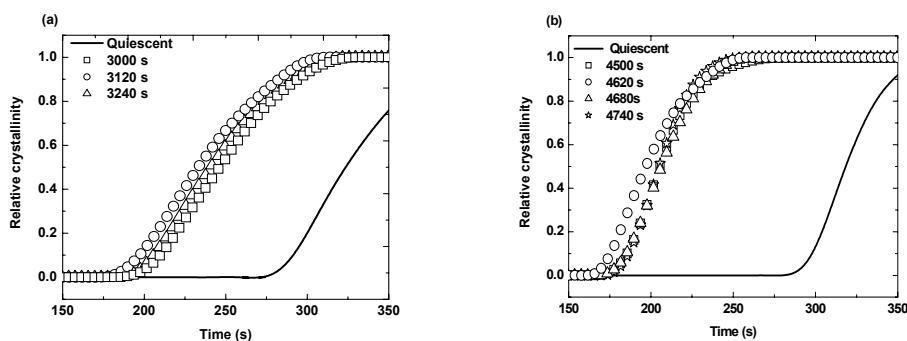 (a)
Quiescent
3000 s
3120 s
3240 s
1.0
0.8
0.6
0.4
0.2
0.0
Relative crystallinity
150 200 250 300 350
Time (s)
(b)
Quiescent
4500 s
4620 s
4680s
4740 s
1.0
0.8
0.6
0.4
0.2
0.0
Relative crystallinity
150 200 250 300 350
Time (s)